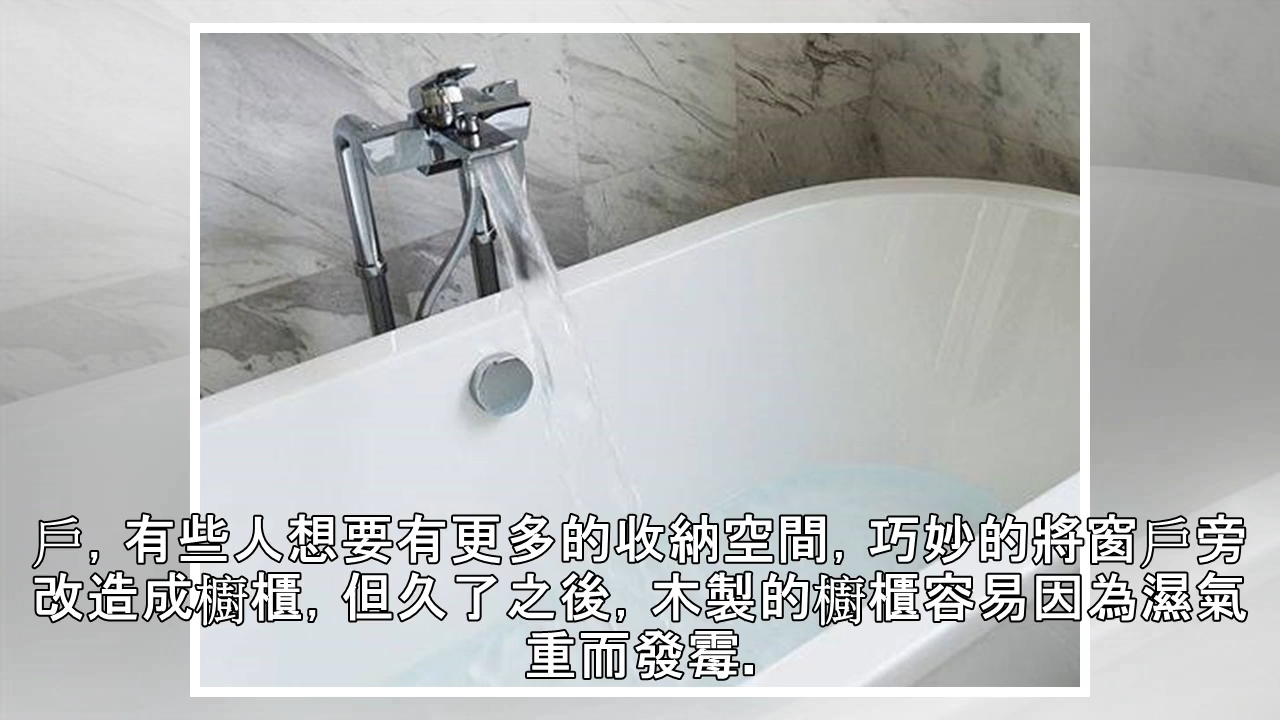 戶, 有些人想要有更多的收納空間, 巧妙的將窗戶旁
改造成櫥櫃, 但久了之後, 木製的櫥櫃容易因為濕氣
重而發霉.